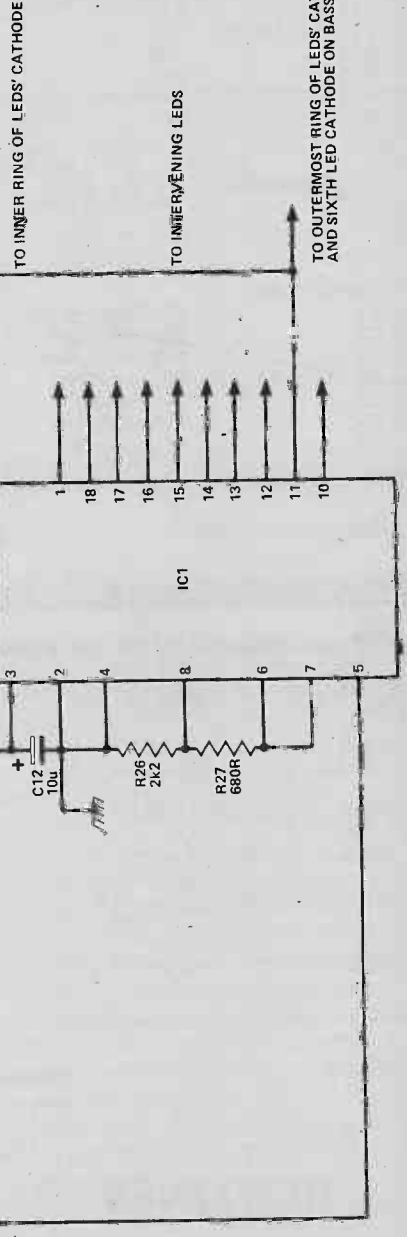 TO INNER RING OF LEDS' CATHODE
TO INTERVENING LEDS
TO OUTERMOST RING OF LEDS'
AND SIXTH LED CATHODE ON BASS
1
18
17
16
15
14
13
12
11
10
IC1
3
2
4
8
6
7
5
+
C12
10u
R26
2k2
R27
680R